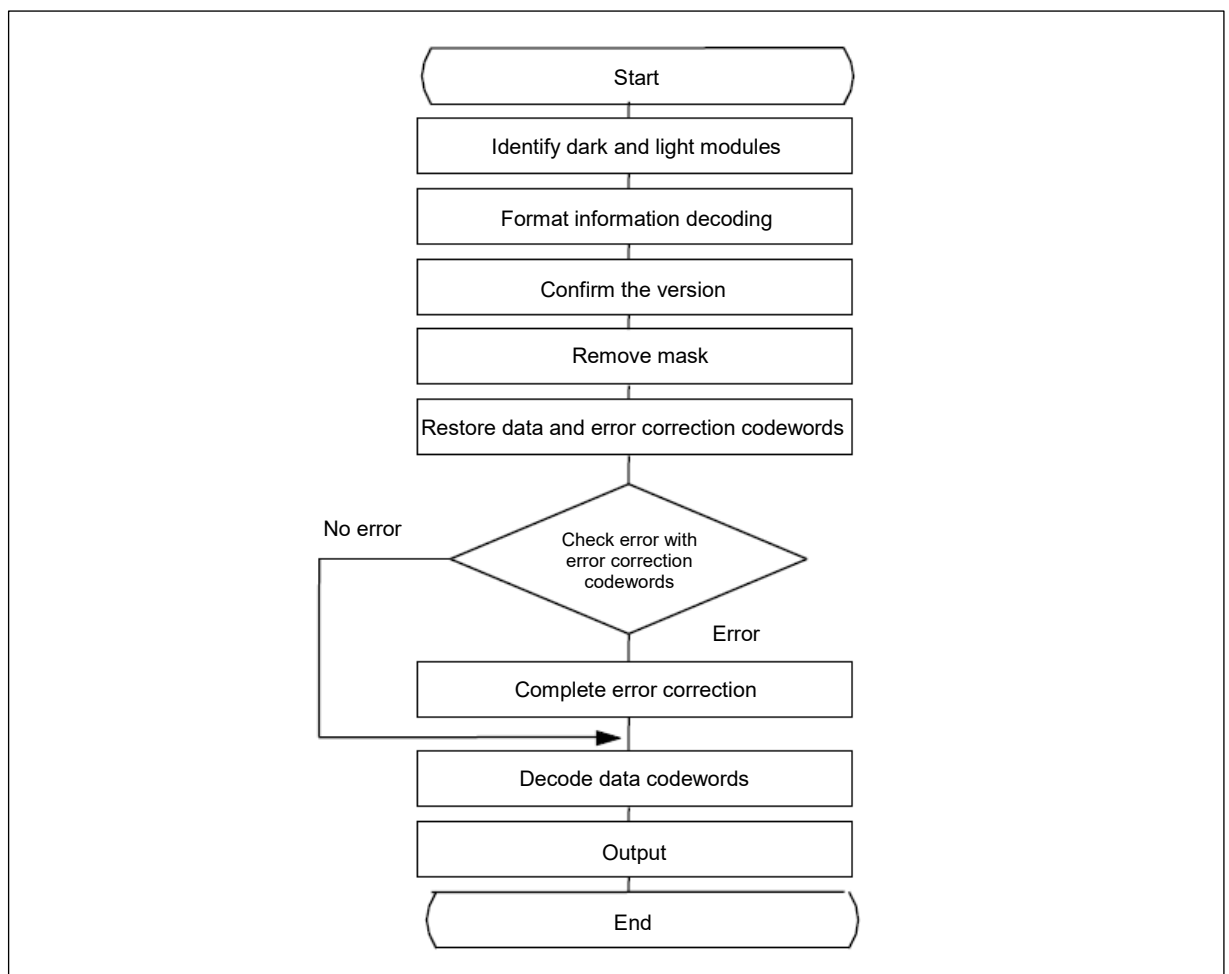 Start
Identify dark and light modules
Format information decoding
Confirm the version
Remove mask
Restore data and error correction codewords
No error
Check error with
error correction
codewords
Error
Complete error correction
Decode data codewords
Output
End